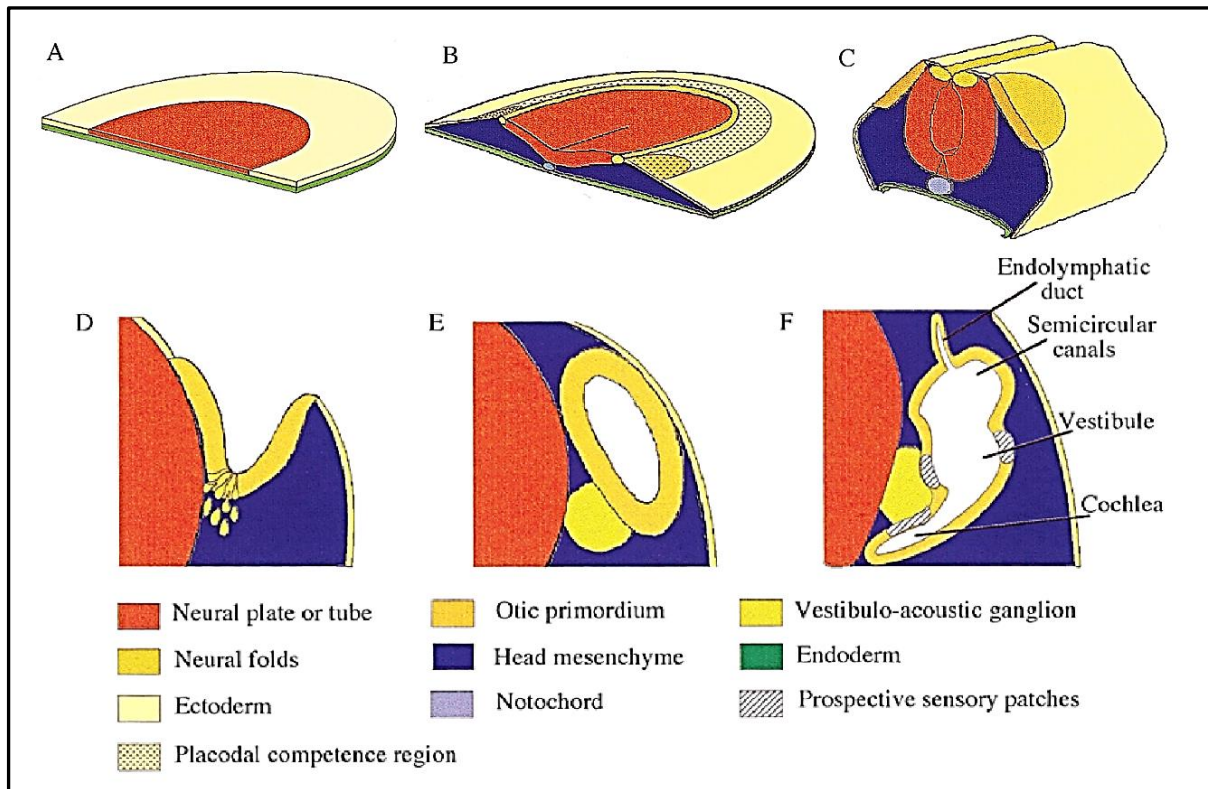 A
B
C
Endolymphatic
duct
Semicircular
canals
Vestibule
Cochlea
D
E
F
Neural plate or tube
Otic primordium
Vestibulo-acoustic ganglion
Neural folds
Head mesenchyme
Endoderm
Ectoderm
Notochord
Prospective sensory patches
Placodal competence region